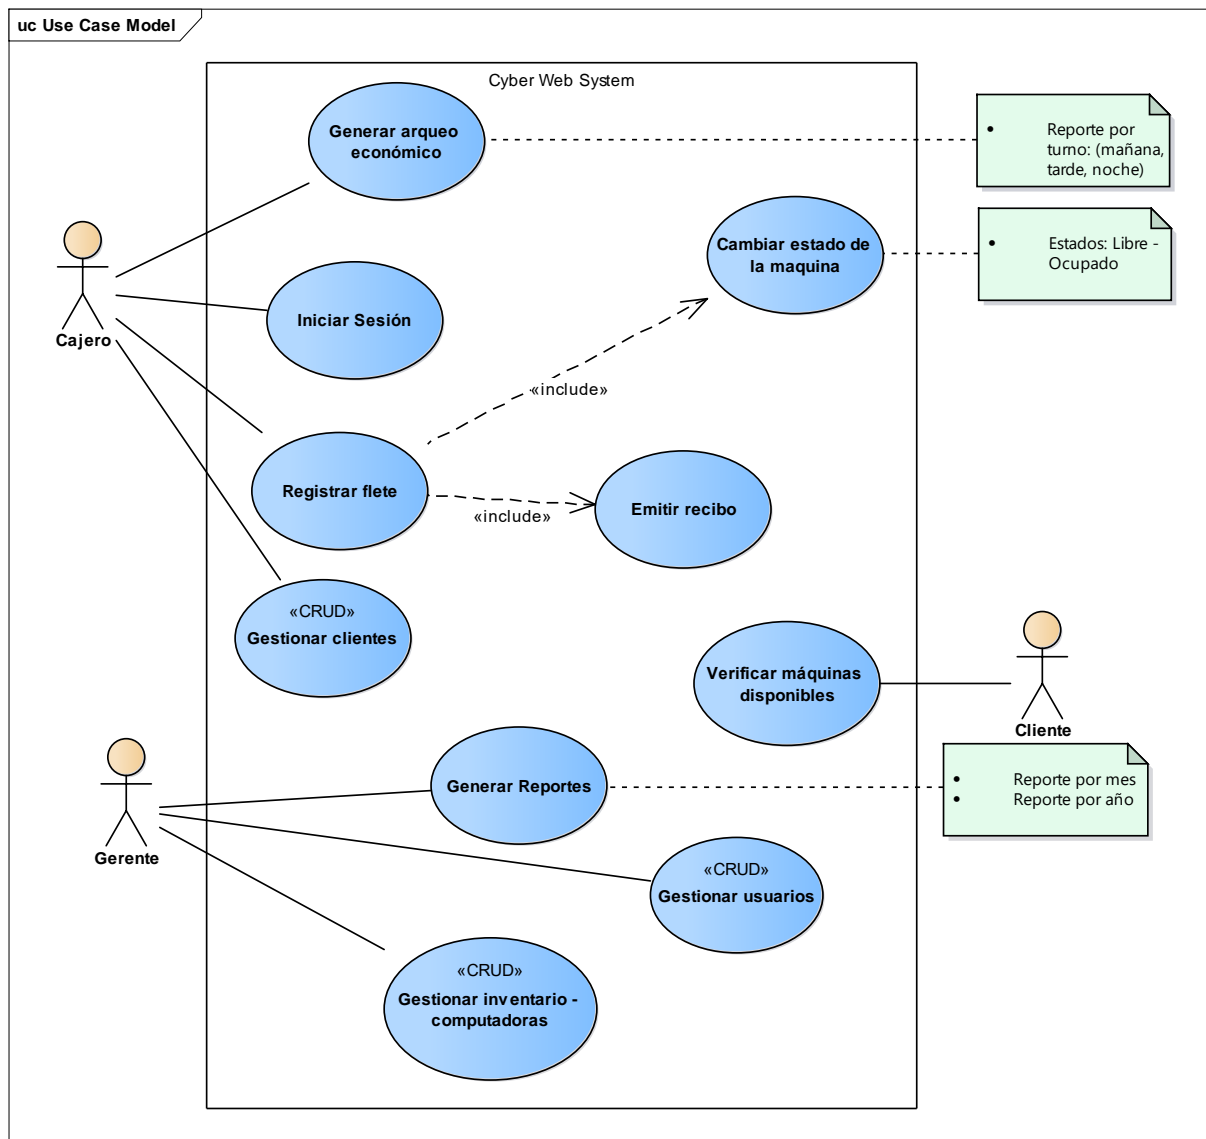 uc Use Case Model
Cyber Web System
Generar arqueo
económico
• Reporte por
turno: (mañana,
tarde, noche)
Cambiar estado de
la maquina
• Estados: Libre -
Ocupado
Cajero
Iniciar Sesión
«include»
Registrar flete
Emitir recibo
«include»
«CRUD»
Gestionar clientes
Verificar máquinas
disponibles
Cliente
Generar Reportes
• Reporte por mes
• Reporte por año
Gerente
«CRUD»
Gestionar usuarios
«CRUD»
Gestionar inventario -
computadoras